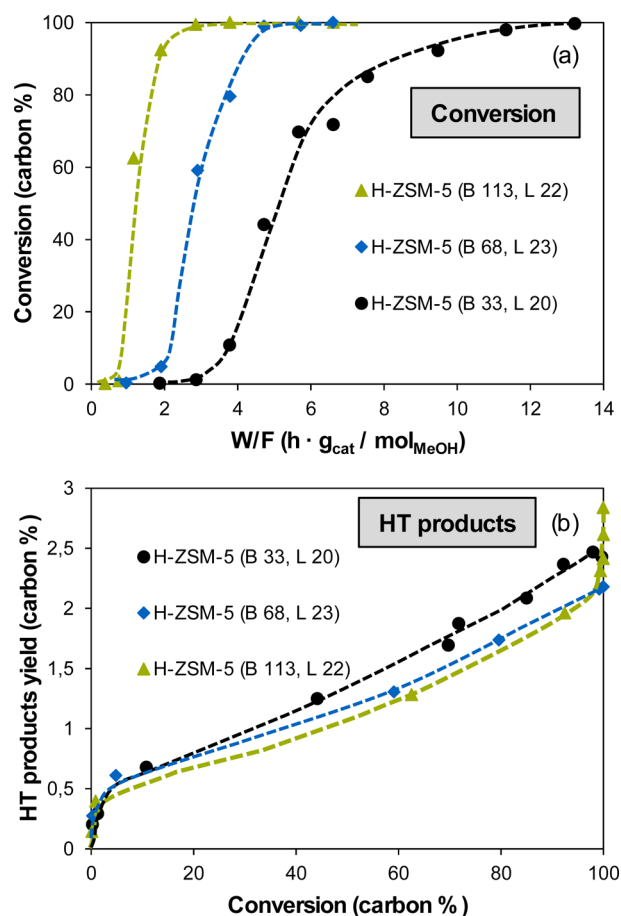 100
80
60
40
20
0
Conversion (carbon %)
(a)
Conversion
H-ZSM-5 (B 113, L 22)
H-ZSM-5 (B 68, L 23)
H-ZSM-5 (B 33, L 20)
0 2 4 6 8 10 12 14
W/F (h · gcat / molMeOH)
3
2,5
2
1,5
1
0,5
0
HT products yield (carbon %)
HT products
(b)
H-ZSM-5 (B 33, L 20)
H-ZSM-5 (B 68, L 23)
H-ZSM-5 (B 113, L 22)
0 20 40 60 80 100
Conversion (carbon %)